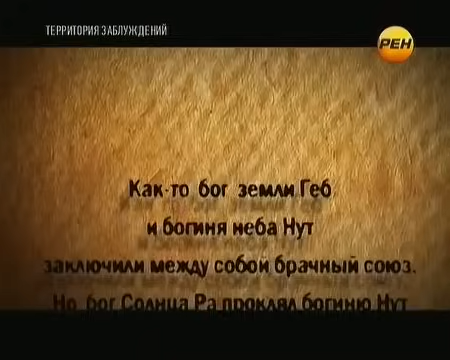 ТЕРРИТОРИЯ ЗАБЛУЖДЕНИЙ
РЕН
Как-то бог земли Геб
и богиня неба Нут
заключили между собой брачный союз.
Но бог Солнца Ра проклял богиню Нут